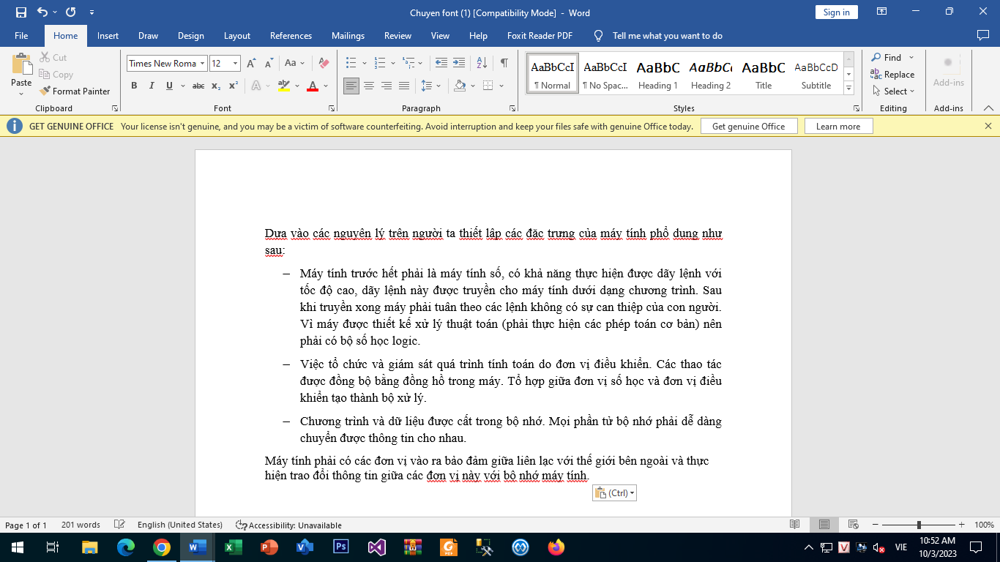 Chuyen font (1) [Compatibility Mode] - Word
Sign in
File Home Insert Draw Design Layout References Mailings Review View Help Foxit Reader PDF Tell me what you want to do
Paste
Cut
Copy
Format Painter
Clipboard
Times New Roma 12
Font
Paragraph
AaBbCcI AaBbCcI AaBbC AaBbCc AaBbC AaBbCcD
¶ Normal ¶ No Spac... Heading 1 Heading 2 Title Subtitle
Styles
Find
Replace
Select
Editing
Add-ins
Add-ins
GET GENUINE OFFICE Your license isn't genuine, and you may be a victim of software counterfeiting. Avoid interruption and keep your files safe with genuine Office today. Get genuine Office Learn more
Dựa vào các nguyên lý trên người ta thiết lập các đặc trưng của máy tính phổ dụng như
sau:
– Máy tính trước hết phải là máy tính số, có khả năng thực hiện được dãy lệnh với
tốc độ cao, dãy lệnh này được truyền cho máy tính dưới dạng chương trình. Sau
khi truyền xong máy phải tuân theo các lệnh không có sự can thiệp của con người.
Vì máy được thiết kế xử lý thuật toán (phải thực hiện các phép toán cơ bản) nên
phải có bộ số học logic.
– Việc tổ chức và giám sát quá trình tính toán do đơn vị điều khiển. Các thao tác
được đồng bộ bằng đồng hồ trong máy. Tổ hợp giữa đơn vị số học và đơn vị điều
khiển tạo thành bộ xử lý.
– Chương trình và dữ liệu được cất trong bộ nhớ. Mọi phần tử bộ nhớ phải dễ dàng
chuyển được thông tin cho nhau.
Máy tính phải có các đơn vị vào ra bảo đảm giữa liên lạc với thế giới bên ngoài và thực
hiện trao đổi thông tin giữa các đơn vị này với bộ nhớ máy tính.
(Ctrl)
Page 1 of 1 201 words English (United States) Accessibility: Unavailable 100%
VIE
10:52 AM
10/3/2023